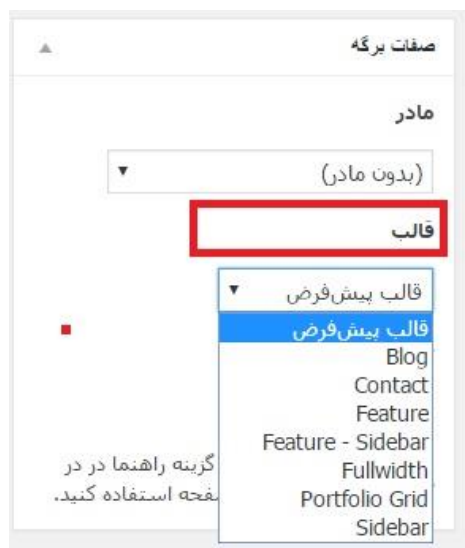 صفات برگه
مادر
(بدون مادر)
قالب
قالب پیش‌فرض
قالب پیش‌فرض
Blog
Contact
Feature
Feature - Sidebar
Fullwidth
Portfolio Grid
Sidebar
گزینه راهنما در در
استفاده کنید.